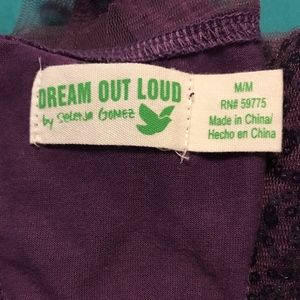 DREAM OUT LOUD
by Selena Gomez
M/M
RN# 59775
Made in China/
Hecho en China